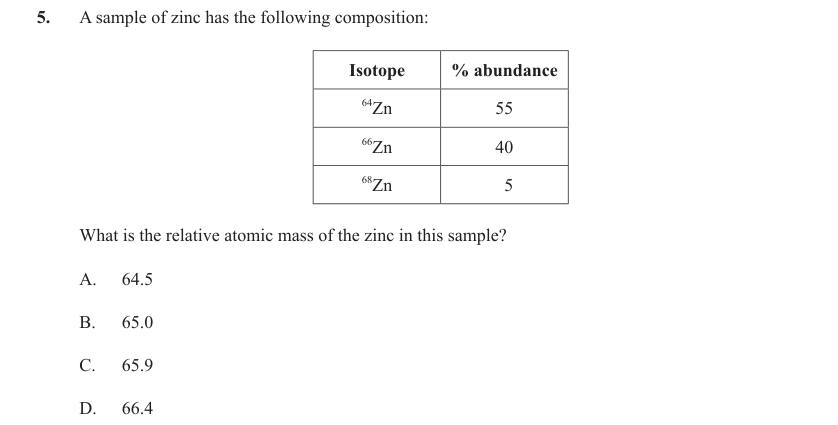 5. A sample of zinc has the following composition:
Isotope % abundance
⁶⁴Zn 55
⁶⁶Zn 40
⁶⁸Zn 5
What is the relative atomic mass of the zinc in this sample?
A. 64.5
B. 65.0
C. 65.9
D. 66.4